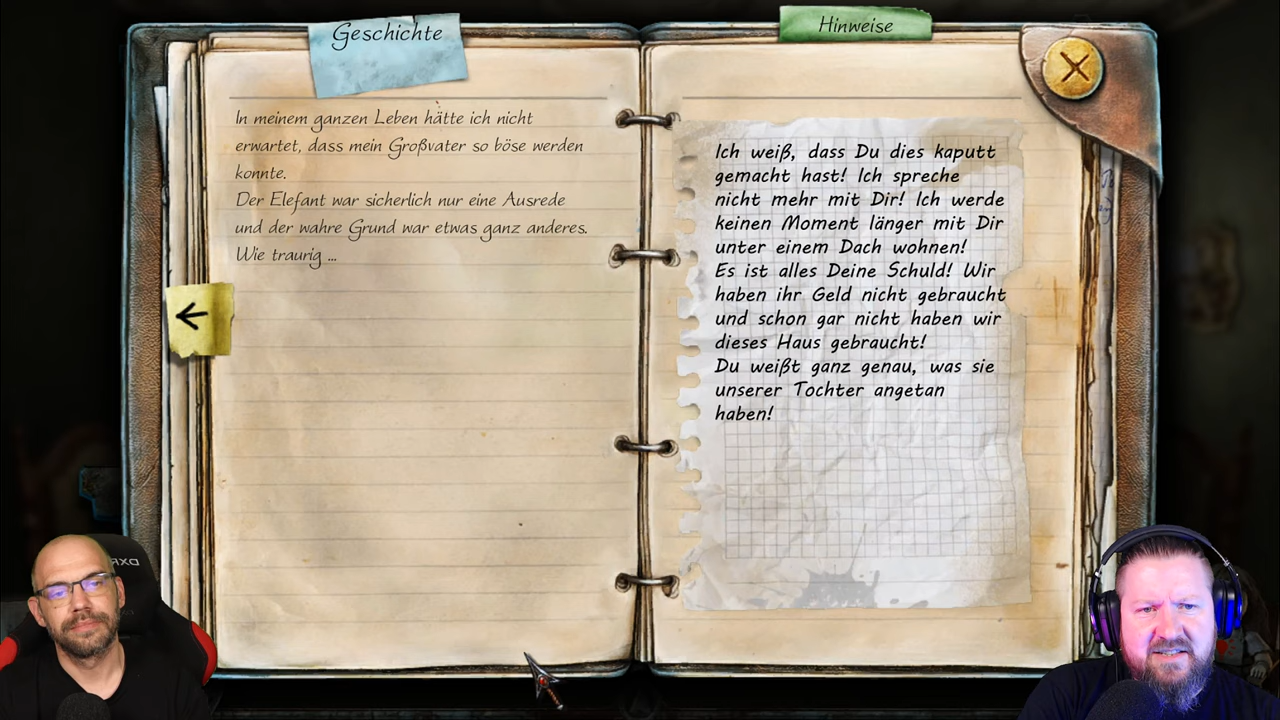 Geschichte
In meinem ganzen Leben hätte ich nicht
erwartet, dass mein Großvater so böse werden
konnte.
Der Elefant war sicherlich nur eine Ausrede
und der wahre Grund war etwas ganz anderes.
Wie traurig ...
Hinweise
Ich weiß, dass Du dies kaputt
gemacht hast! Ich spreche
nicht mehr mit Dir! Ich werde
keinen Moment länger mit Dir
unter einem Dach wohnen!
Es ist alles Deine Schuld! Wir
haben ihr Geld nicht gebraucht
und schon gar nicht haben wir
dieses Haus gebraucht!
Du weißt ganz genau, was sie
unserer Tochter angetan
haben!